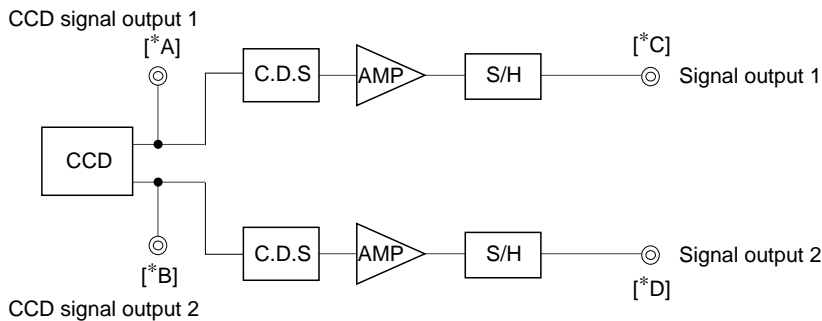 CCD signal output 1
[*A]
[*C]
C.D.S
AMP
S/H
Signal output 1
CCD
C.D.S
AMP
S/H
Signal output 2
[*B]
[*D]
CCD signal output 2